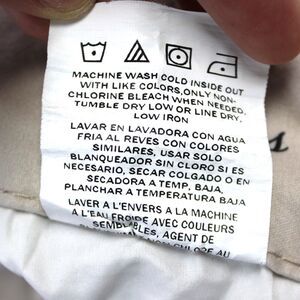 MACHINE WASH COLD INSIDE OUT
WITH LIKE COLORS,ONLY NON-
CHLORINE BLEACH WHEN NEEDED.
TUMBLE DRY LOW OR LINE DRY.
LOW IRON
LAVAR EN LAVADORA CON AGUA
FRIA AL REVES CON COLORES
SIMILARES, USAR SOLO
BLANQUEADOR SIN CLORO SI ES
NECESARIO, SECAR COLGADO O EN
SECADORA A TEMP. BAJA.
PLANCHAR A TEMPERATURA BAJA
LAVER À L'ENVERS À LA MACHINE
À L'EAU FROIDE AVEC COULEURS
SEMBLABLES, AGENT DE
NON CHLORE AU